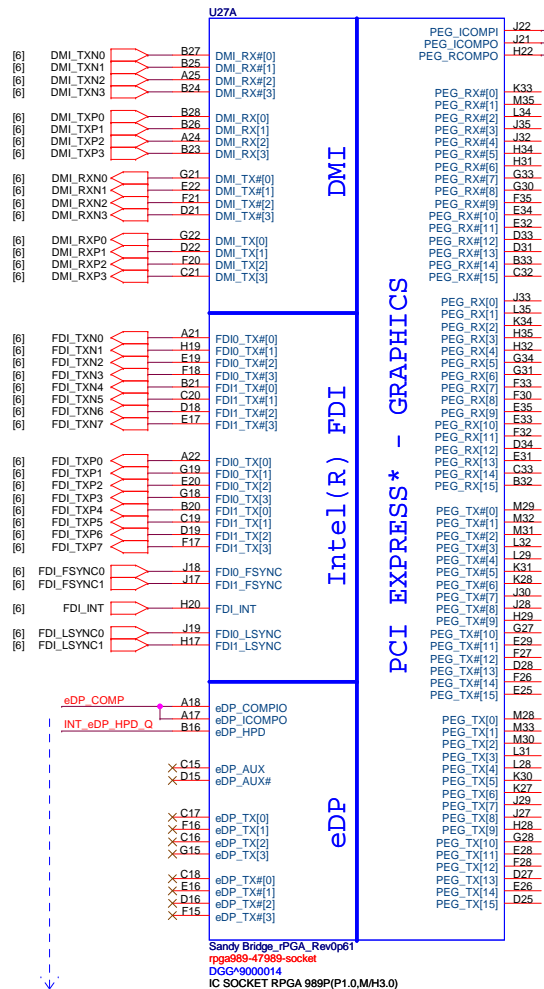 U27A
[6] DMI_TXN0 B27 DMI_RX#[0]
[6] DMI_TXN1 B25 DMI_RX#[1]
[6] DMI_TXN2 A25 DMI_RX#[2]
[6] DMI_TXN3 B24 DMI_RX#[3]
[6] DMI_TXP0 B28 DMI_RX[0]
[6] DMI_TXP1 B26 DMI_RX[1]
[6] DMI_TXP2 A24 DMI_RX[2]
[6] DMI_TXP3 B23 DMI_RX[3]
[6] DMI_RXN0 G21 DMI_TX#[0]
[6] DMI_RXN1 E22 DMI_TX#[1]
[6] DMI_RXN2 F21 DMI_TX#[2]
[6] DMI_RXN3 D21 DMI_TX#[3]
[6] DMI_RXP0 G22 DMI_TX[0]
[6] DMI_RXP1 D22 DMI_TX[1]
[6] DMI_RXP2 F20 DMI_TX[2]
[6] DMI_RXP3 C21 DMI_TX[3]
DMI
[6] FDI_TXN0 A21 FDI0_TX#[0]
[6] FDI_TXN1 H19 FDI0_TX#[1]
[6] FDI_TXN2 E19 FDI0_TX#[2]
[6] FDI_TXN3 F18 FDI0_TX#[3]
[6] FDI_TXN4 B21 FDI1_TX#[0]
[6] FDI_TXN5 C20 FDI1_TX#[1]
[6] FDI_TXN6 D18 FDI1_TX#[2]
[6] FDI_TXN7 E17 FDI1_TX#[3]
[6] FDI_TXP0 A22 FDI0_TX[0]
[6] FDI_TXP1 G19 FDI0_TX[1]
[6] FDI_TXP2 E20 FDI0_TX[2]
[6] FDI_TXP3 G18 FDI0_TX[3]
[6] FDI_TXP4 B20 FDI1_TX[0]
[6] FDI_TXP5 C19 FDI1_TX[1]
[6] FDI_TXP6 D19 FDI1_TX[2]
[6] FDI_TXP7 F17 FDI1_TX[3]
[6] FDI_FSYNC0 J18 FDI0_FSYNC
[6] FDI_FSYNC1 J17 FDI1_FSYNC
[6] FDI_INT H20 FDI_INT
[6] FDI_LSYNC0 J19 FDI0_LSYNC
[6] FDI_LSYNC1 H17 FDI1_LSYNC
Intel(R) FDI
eDP_COMP A18 eDP_COMPIO
A17 eDP_ICOMPO
INT_eDP_HPD_Q B16 eDP_HPD
C15 eDP_AUX
D15 eDP_AUX#
C17 eDP_TX[0]
F16 eDP_TX[1]
C16 eDP_TX[2]
G15 eDP_TX[3]
C18 eDP_TX#[0]
E16 eDP_TX#[1]
D16 eDP_TX#[2]
F15 eDP_TX#[3]
eDP
PCI EXPRESS* - GRAPHICS
PEG_ICOMPI J22
PEG_ICOMPO J21
PEG_RCOMPO H22
PEG_RX#[0] K33
PEG_RX#[1] M35
PEG_RX#[2] L34
PEG_RX#[3] J35
PEG_RX#[4] J32
PEG_RX#[5] H34
PEG_RX#[6] H31
PEG_RX#[7] G33
PEG_RX#[8] G30
PEG_RX#[9] F35
PEG_RX#[10] E34
PEG_RX#[11] E32
PEG_RX#[12] D33
PEG_RX#[13] D31
PEG_RX#[14] B33
PEG_RX#[15] C32
PEG_RX[0] J33
PEG_RX[1] L35
PEG_RX[2] K34
PEG_RX[3] H35
PEG_RX[4] H32
PEG_RX[5] G34
PEG_RX[6] G31
PEG_RX[7] F33
PEG_RX[8] F30
PEG_RX[9] E35
PEG_RX[10] E33
PEG_RX[11] F32
PEG_RX[12] D34
PEG_RX[13] E31
PEG_RX[14] C33
PEG_RX[15] B32
PEG_TX#[0] M29
PEG_TX#[1] M32
PEG_TX#[2] M31
PEG_TX#[3] L32
PEG_TX#[4] L29
PEG_TX#[5] K31
PEG_TX#[6] K28
PEG_TX#[7] J30
PEG_TX#[8] J28
PEG_TX#[9] H29
PEG_TX#[10] G27
PEG_TX#[11] E29
PEG_TX#[12] F27
PEG_TX#[13] D28
PEG_TX#[14] F26
PEG_TX#[15] E25
PEG_TX[0] M28
PEG_TX[1] M33
PEG_TX[2] M30
PEG_TX[3] L31
PEG_TX[4] L28
PEG_TX[5] K30
PEG_TX[6] K27
PEG_TX[7] J29
PEG_TX[8] J27
PEG_TX[9] H28
PEG_TX[10] G28
PEG_TX[11] E28
PEG_TX[12] F28
PEG_TX[13] D27
PEG_TX[14] E26
PEG_TX[15] D25
Sandy Bridge_rPGA_Rev0p61
rpga989-47989-socket
DGG^9000014
IC SOCKET RPGA 989P(P1.0,M/H3.0)